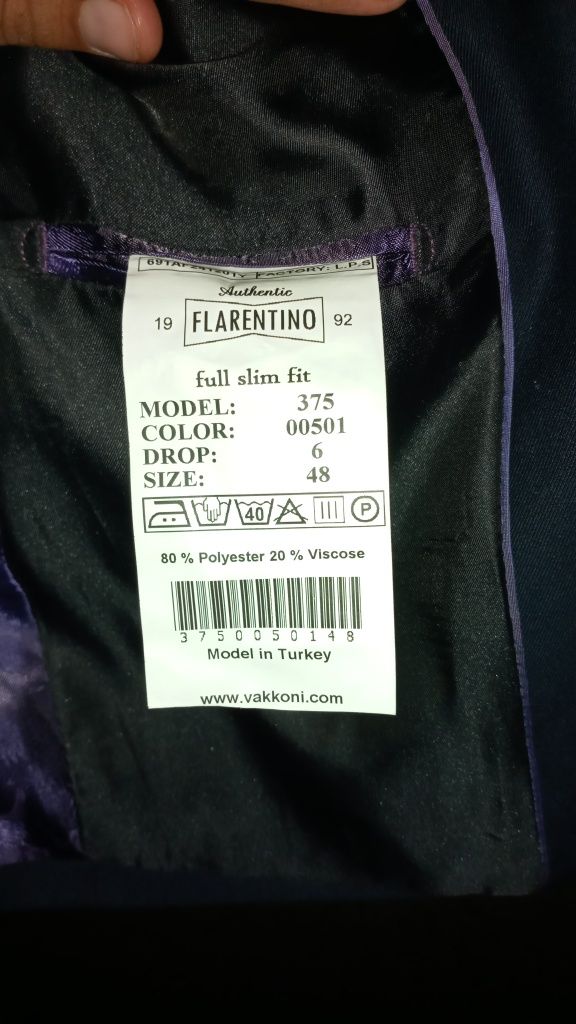 FACTORY: L.P.S
Authentic
19 FLARENTINO 92
full slim fit
MODEL: 375
COLOR: 00501
DROP: 6
SIZE: 48
40 P
80 % Polyester 20 % Viscose
3750050148
Model in Turkey
www.vakkoni.com